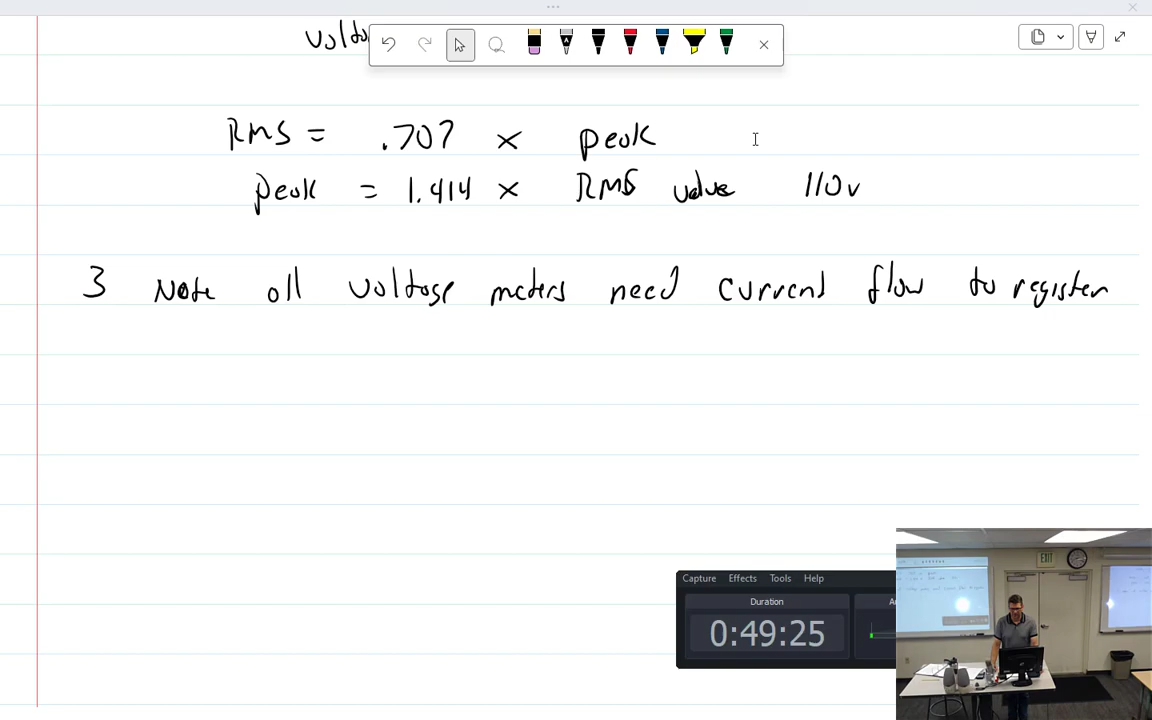 RMS = .707 x peak
peak = 1.414 x RMS value 110v
3 Note all voltage meters need current flow to register
Capture Effects Tools Help
Duration
0:49:25
EXIT